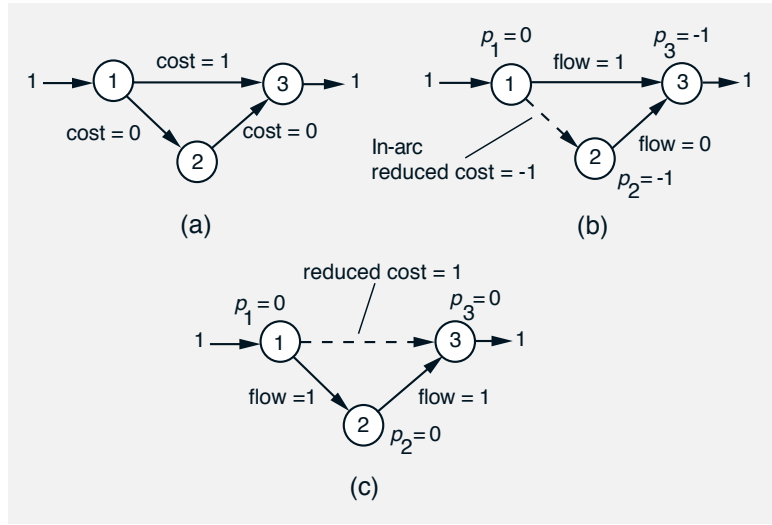 cost = 1
1 1 3 1
cost = 0 cost = 0
2
(a)
p1 = 0 p3 = -1
flow = 1
1 1 3 1
In-arc
reduced cost = -1
2 flow = 0
p2 = -1
(b)
reduced cost = 1
p1 = 0 p3 = 0
1 1 3 1
flow =1 flow = 1
2
p2 = 0
(c)